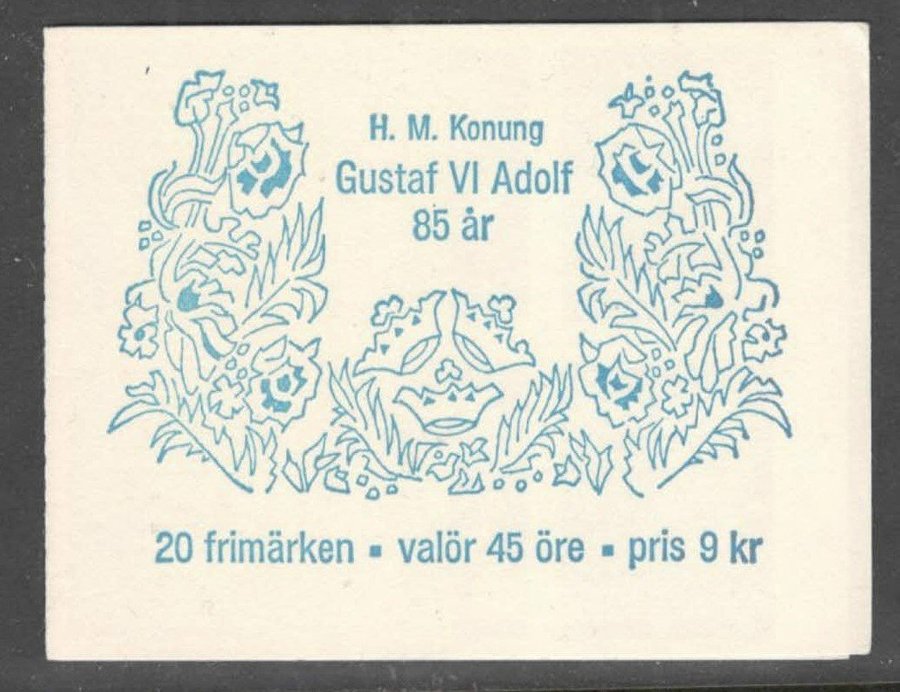 H. M. Konung
Gustaf VI Adolf
85 år
20 frimärken ▪ valör 45 öre ▪ pris 9 kr